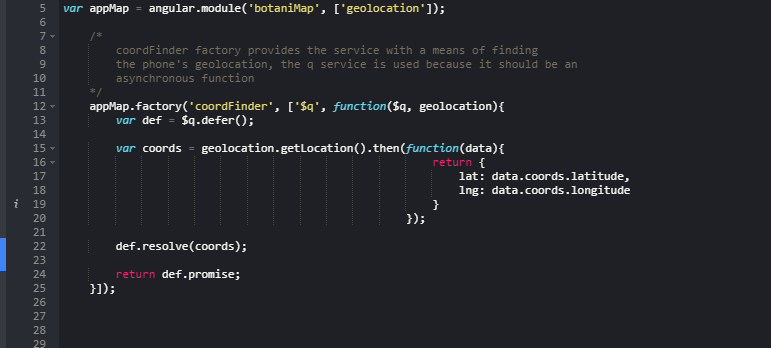 5 var appMap = angular.module('botaniMap', ['geolocation']);
6
7 /*
8 coordFinder factory provides the service with a means of finding
9 the phone's geolocation, the q service is used because it should be an
10 asynchronous function
11 */
12 appMap.factory('coordFinder', ['$q', function($q, geolocation){
13 var def = $q.defer();
14
15 var coords = geolocation.getLocation().then(function(data){
16 return {
17 lat: data.coords.latitude,
18 lng: data.coords.longitude
i 19 }
20 });
21
22 def.resolve(coords);
23
24 return def.promise;
25 }]);
26
27
28
29